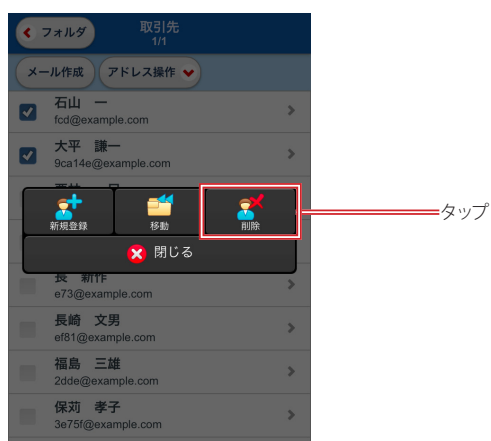 フォルダ
取引先
1/1
メール作成
アドレス操作
石山 一
fcd@example.com
大平 謙一
9ca14e@example.com
新規登録
移動
削除
タップ
閉じる
長 新作
e73@example.com
長崎 文男
ef81@example.com
福島 三雄
2dde@example.com
保苅 孝子
3e75f@example.com